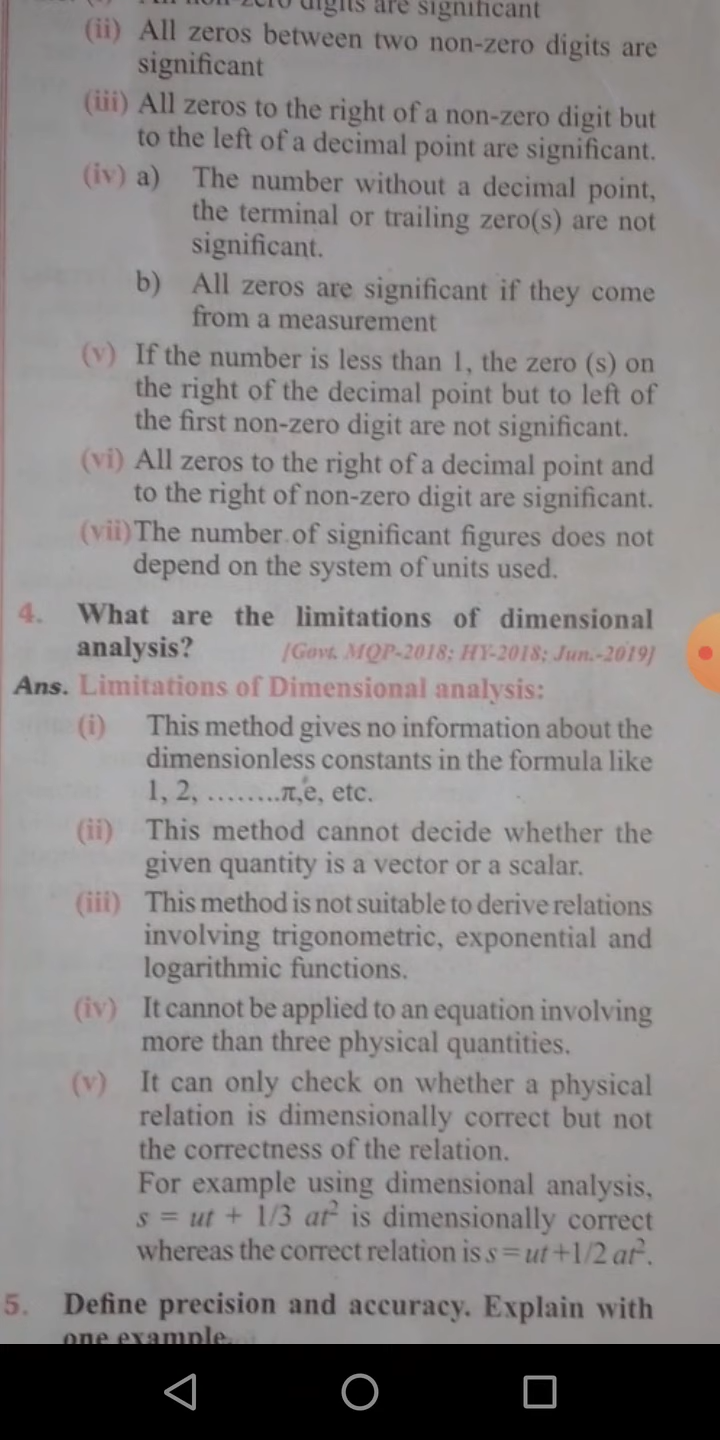 digits are significant
(ii) All zeros between two non-zero digits are
significant
(iii) All zeros to the right of a non-zero digit but
to the left of a decimal point are significant.
(iv) a) The number without a decimal point,
the terminal or trailing zero(s) are not
significant.
b) All zeros are significant if they come
from a measurement
(v) If the number is less than 1, the zero (s) on
the right of the decimal point but to left of
the first non-zero digit are not significant.
(vi) All zeros to the right of a decimal point and
to the right of non-zero digit are significant.
(vii) The number of significant figures does not
depend on the system of units used.
4. What are the limitations of dimensional
analysis? [Govt. MQP-2018; HY-2018; Jun.-2019]
Ans. Limitations of Dimensional analysis:
(i) This method gives no information about the
dimensionless constants in the formula like
1, 2, ........π,e, etc.
(ii) This method cannot decide whether the
given quantity is a vector or a scalar.
(iii) This method is not suitable to derive relations
involving trigonometric, exponential and
logarithmic functions.
(iv) It cannot be applied to an equation involving
more than three physical quantities.
(v) It can only check on whether a physical
relation is dimensionally correct but not
the correctness of the relation.
For example using dimensional analysis,
s = ut + 1/3 at² is dimensionally correct
whereas the correct relation is s = ut +1/2 at².
5. Define precision and accuracy. Explain with
one example.